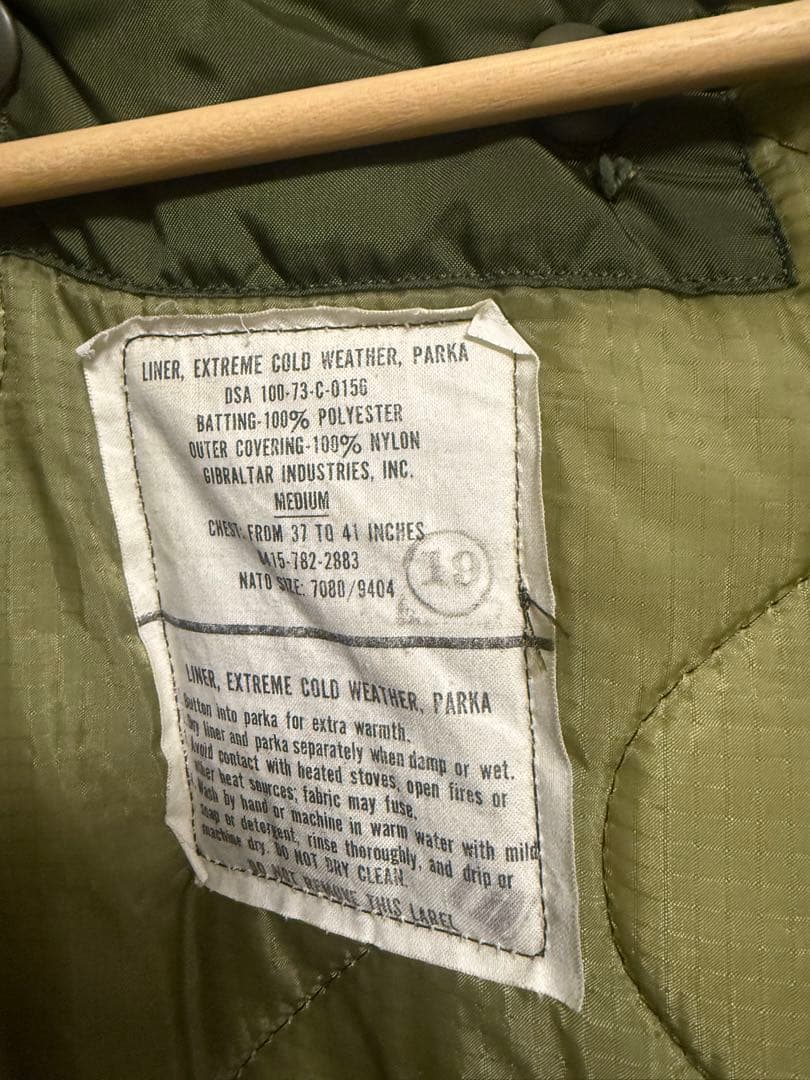 LINER, EXTREME COLD WEATHER, PARKA
DSA 100-73-C-0156
BATTING-100% POLYESTER
OUTER COVERING-100% NYLON
GIBRALTAR INDUSTRIES, INC.
MEDIUM
CHEST: FROM 37 TO 41 INCHES
8415-782-2883
NATO SIZE: 7080/9404
19
LINER, EXTREME COLD WEATHER, PARKA
Button into parka for extra warmth.
Dry liner and parka separately when damp or wet.
Avoid contact with heated stoves, open fires or
other heat sources; fabric may fuse.
Wash by hand or machine in warm water with mild
soap or detergent, rinse thoroughly, and drip or
machine dry. DO NOT DRY CLEAN.
DO NOT REMOVE THIS LABEL